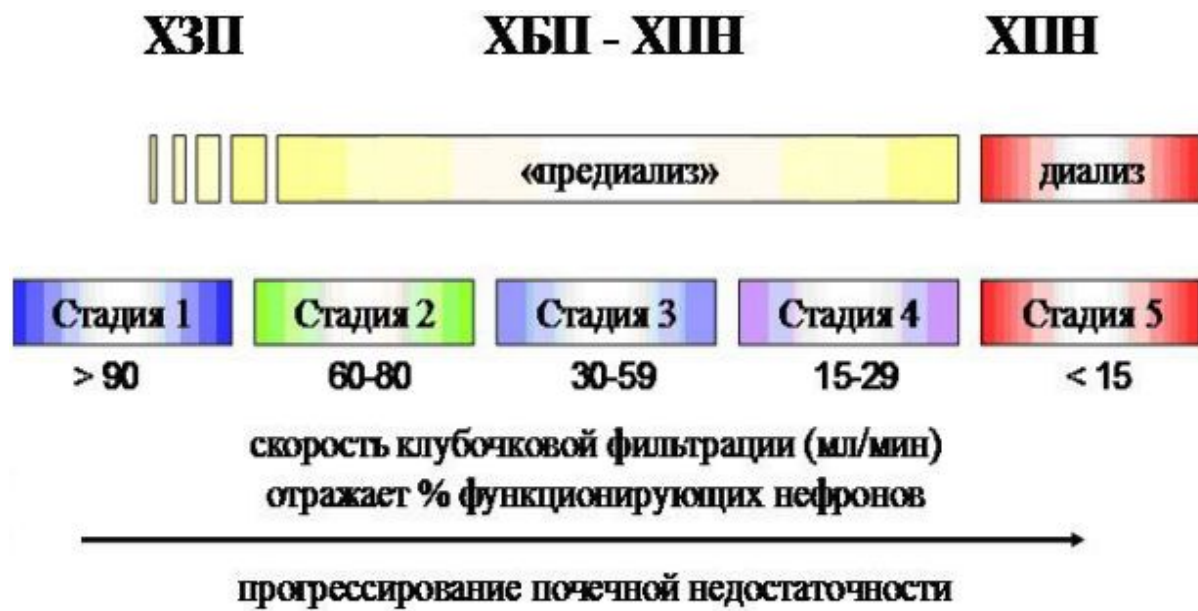 ХЗП ХБП - ХПН ХПН
«предиализ» диализ
Стадия 1 Стадия 2 Стадия 3 Стадия 4 Стадия 5
> 90 60-80 30-59 15-29 < 15
скорость клубочковой фильтрации (мл/мин)
отражает % функционирующих нефронов
прогрессирование почечной недостаточности